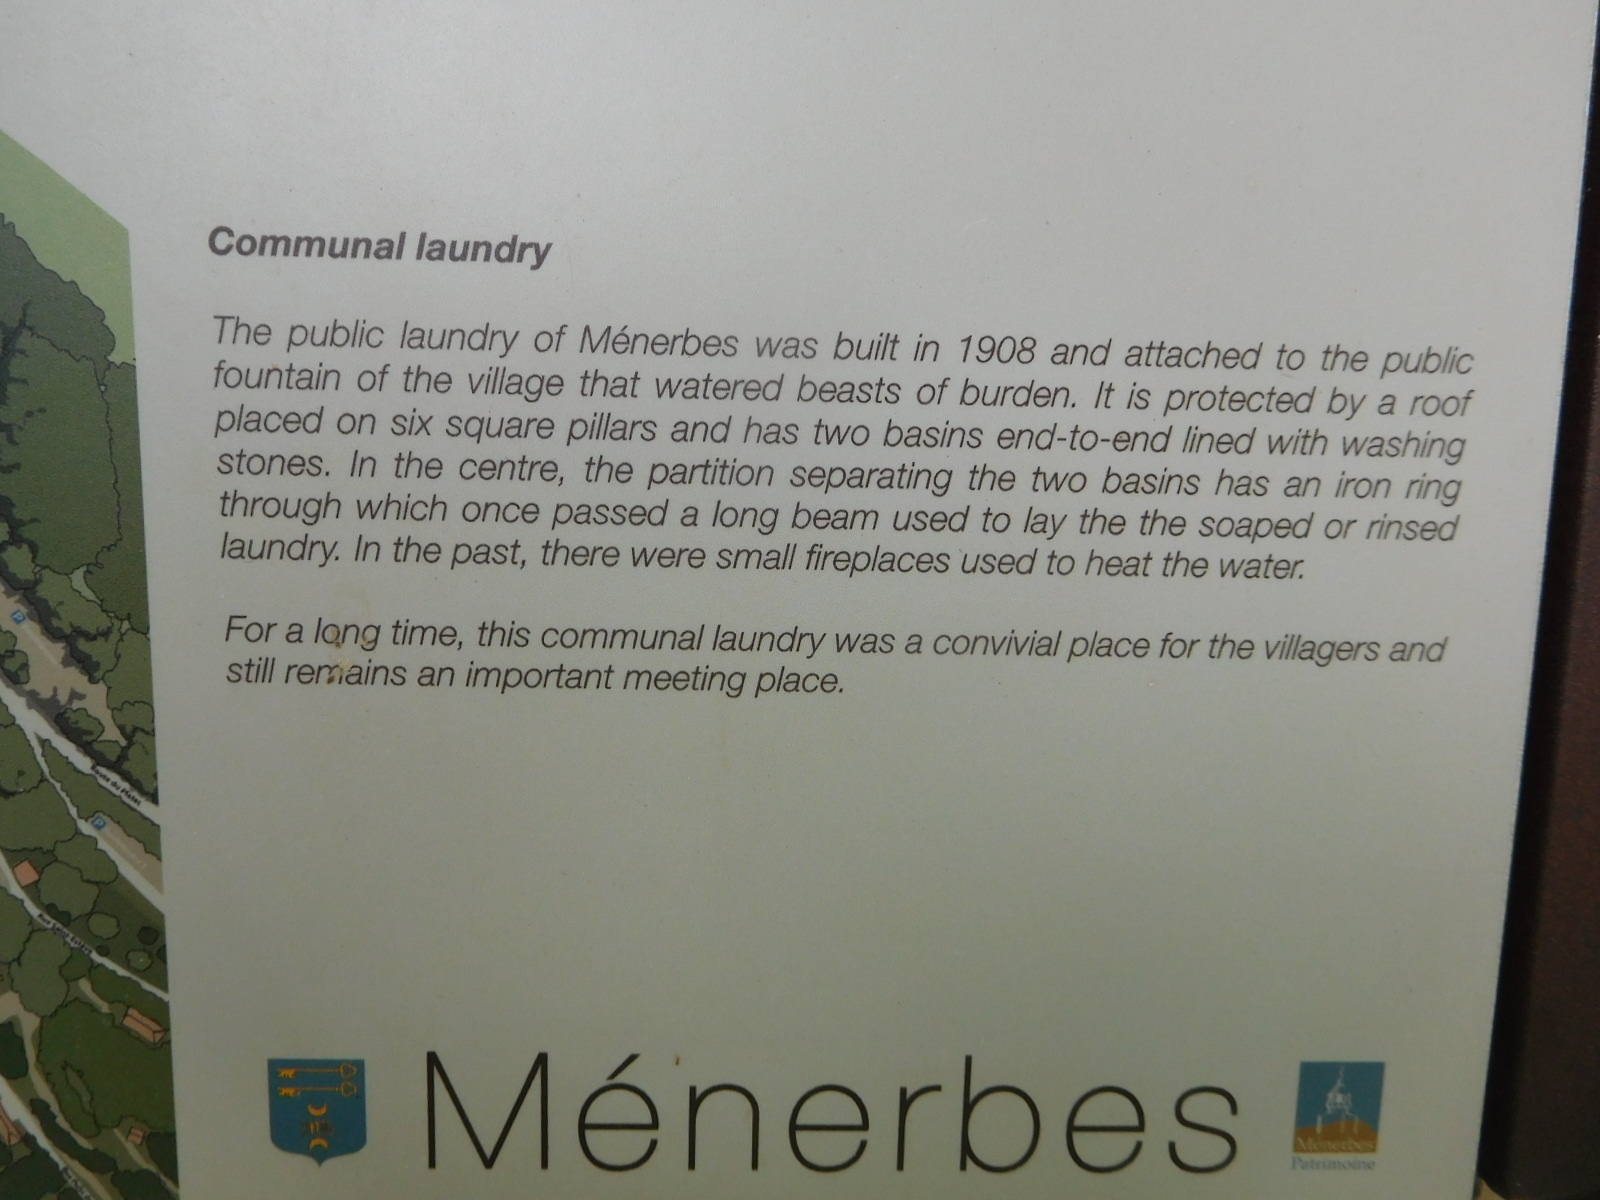 Communal laundry
The public laundry of Ménerbes was built in 1908 and attached to the public
fountain of the village that watered beasts of burden. It is protected by a roof
placed on six square pillars and has two basins end-to-end lined with washing
stones. In the centre, the partition separating the two basins has an iron ring
through which once passed a long beam used to lay the the soaped or rinsed
laundry. In the past, there were small fireplaces used to heat the water.
For a long time, this communal laundry was a convivial place for the villagers and
still remains an important meeting place.
P
P
Ménerbes
Ménerbes
Patrimoine